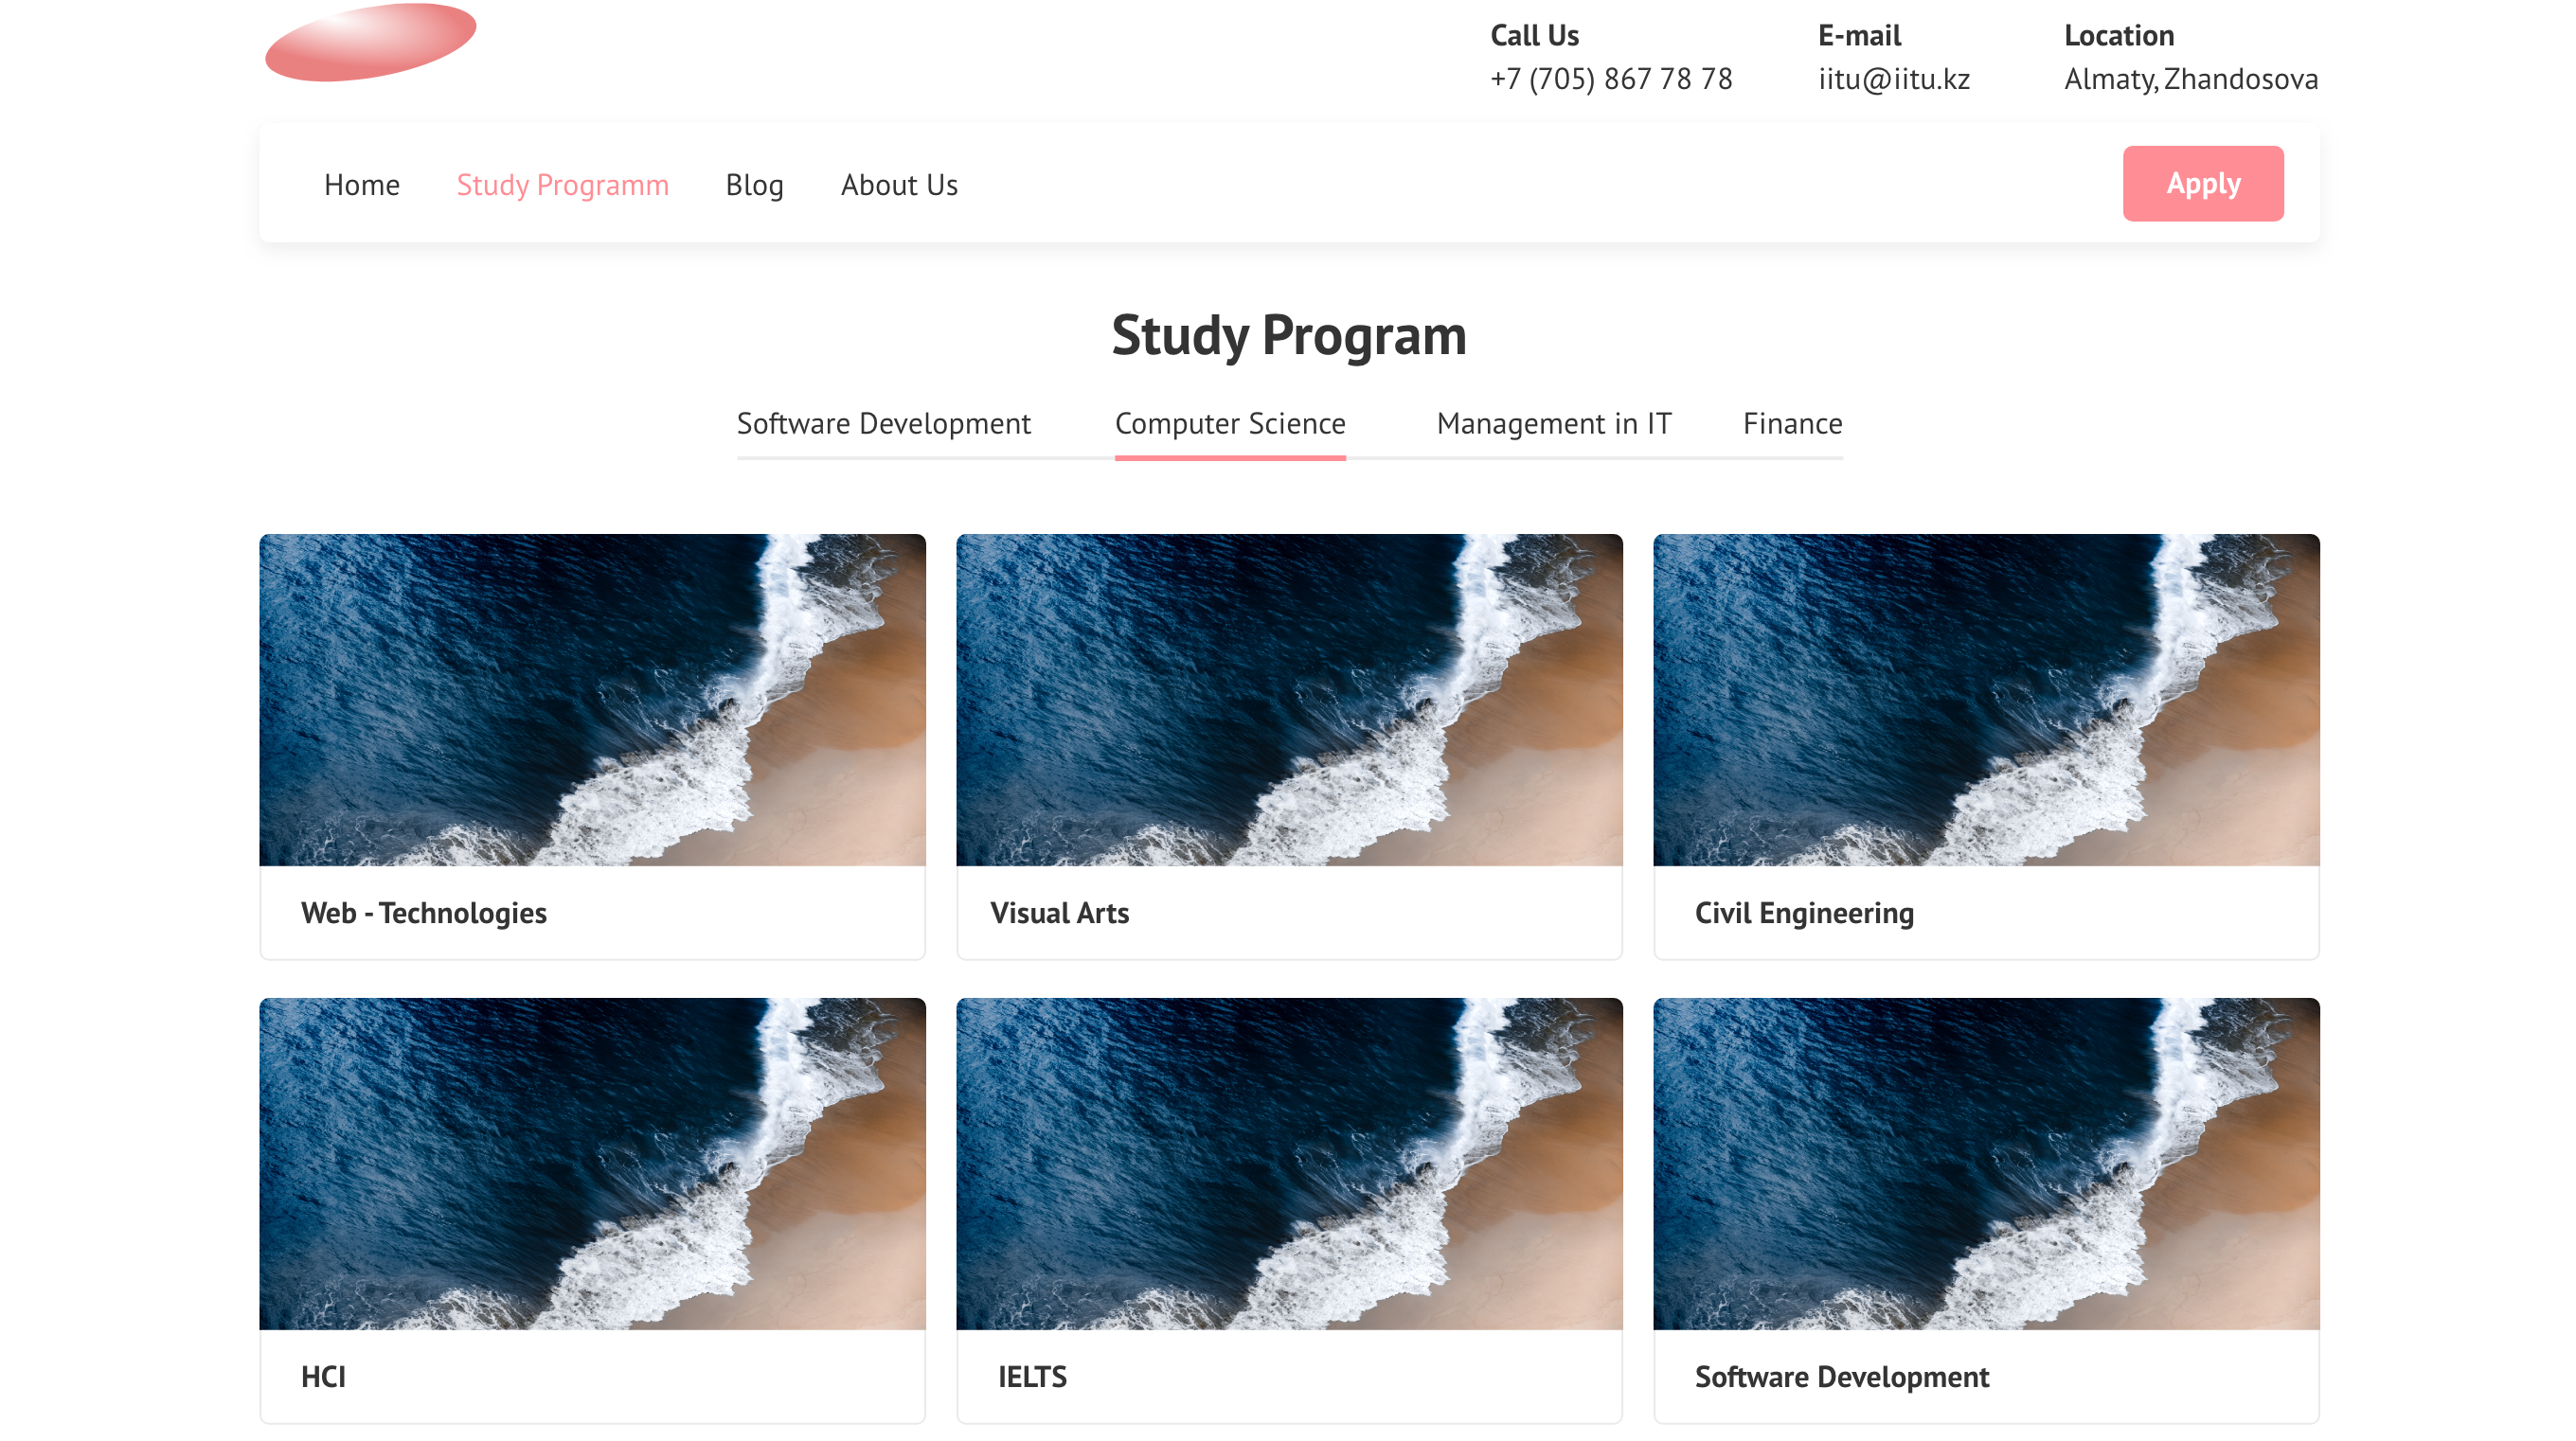 Call Us
E-mail
Location
+7 (705) 867 78 78
iitu@iitu.kz
Almaty, Zhandosova
Home
Study Programm
Blog
About Us
Apply
Study Program
Software Development
Computer Science
Management in IT
Finance
Web - Technologies
Visual Arts
Civil Engineering
HCI
IELTS
Software Development